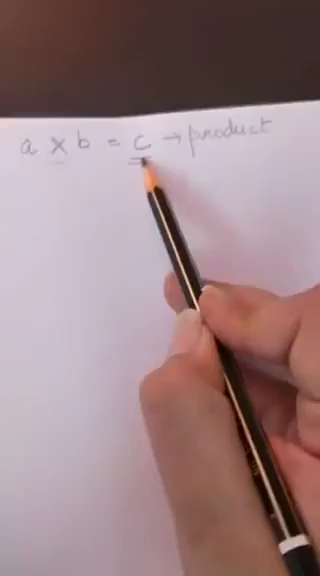 a x b = c → product